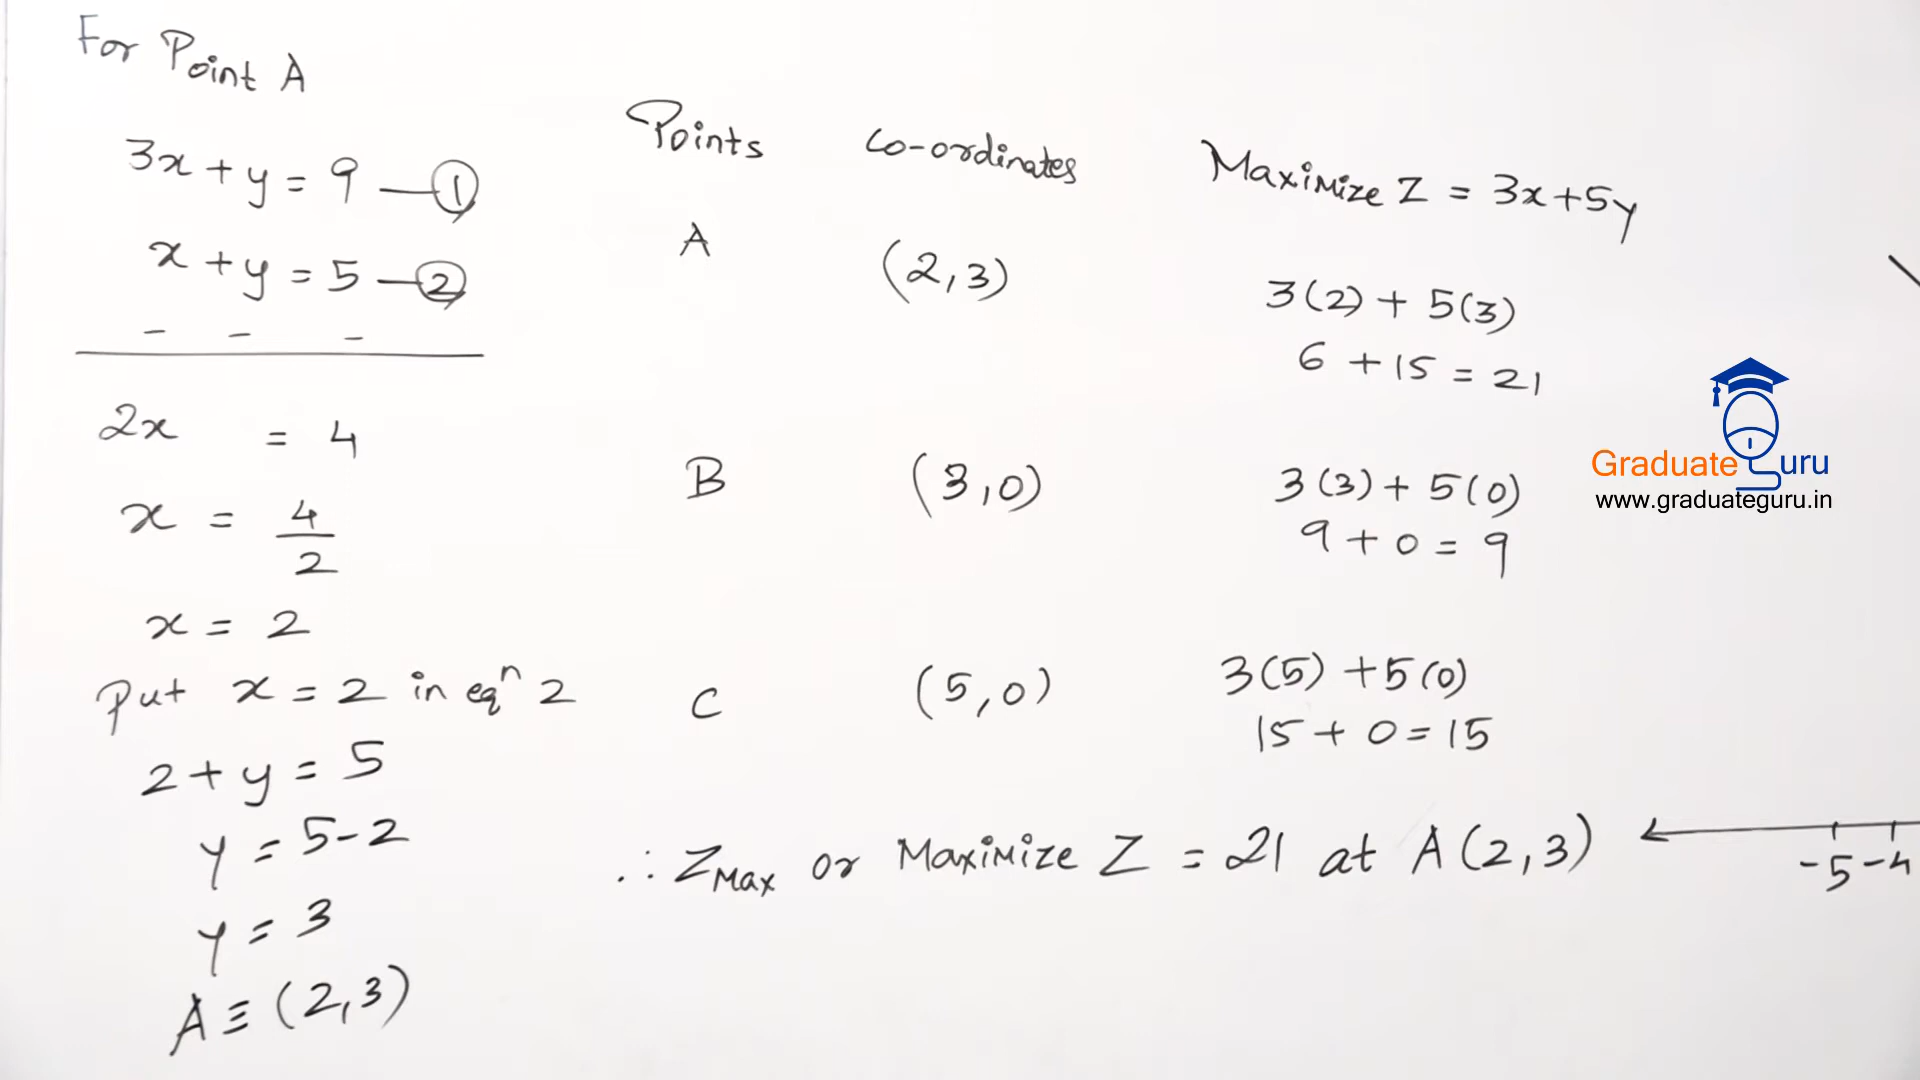 For Point A
3x + y = 9 — ①
x + y = 5 — ②
- - -
2x = 4
x = 4/2
x = 2
Put x = 2 in eqⁿ 2
2 + y = 5
y = 5 - 2
y = 3
A ≡ (2,3)
Points Co-ordinates Maximize Z = 3x+5y
A (2,3) 3(2) + 5(3)
6 + 15 = 21
B (3,0) 3(3) + 5(0)
9 + 0 = 9
C (5,0) 3(5) + 5(0)
15 + 0 = 15
∴ ZMax or Maximize Z = 21 at A(2,3)
Graduate Guru
www.graduateguru.in
-5 -4